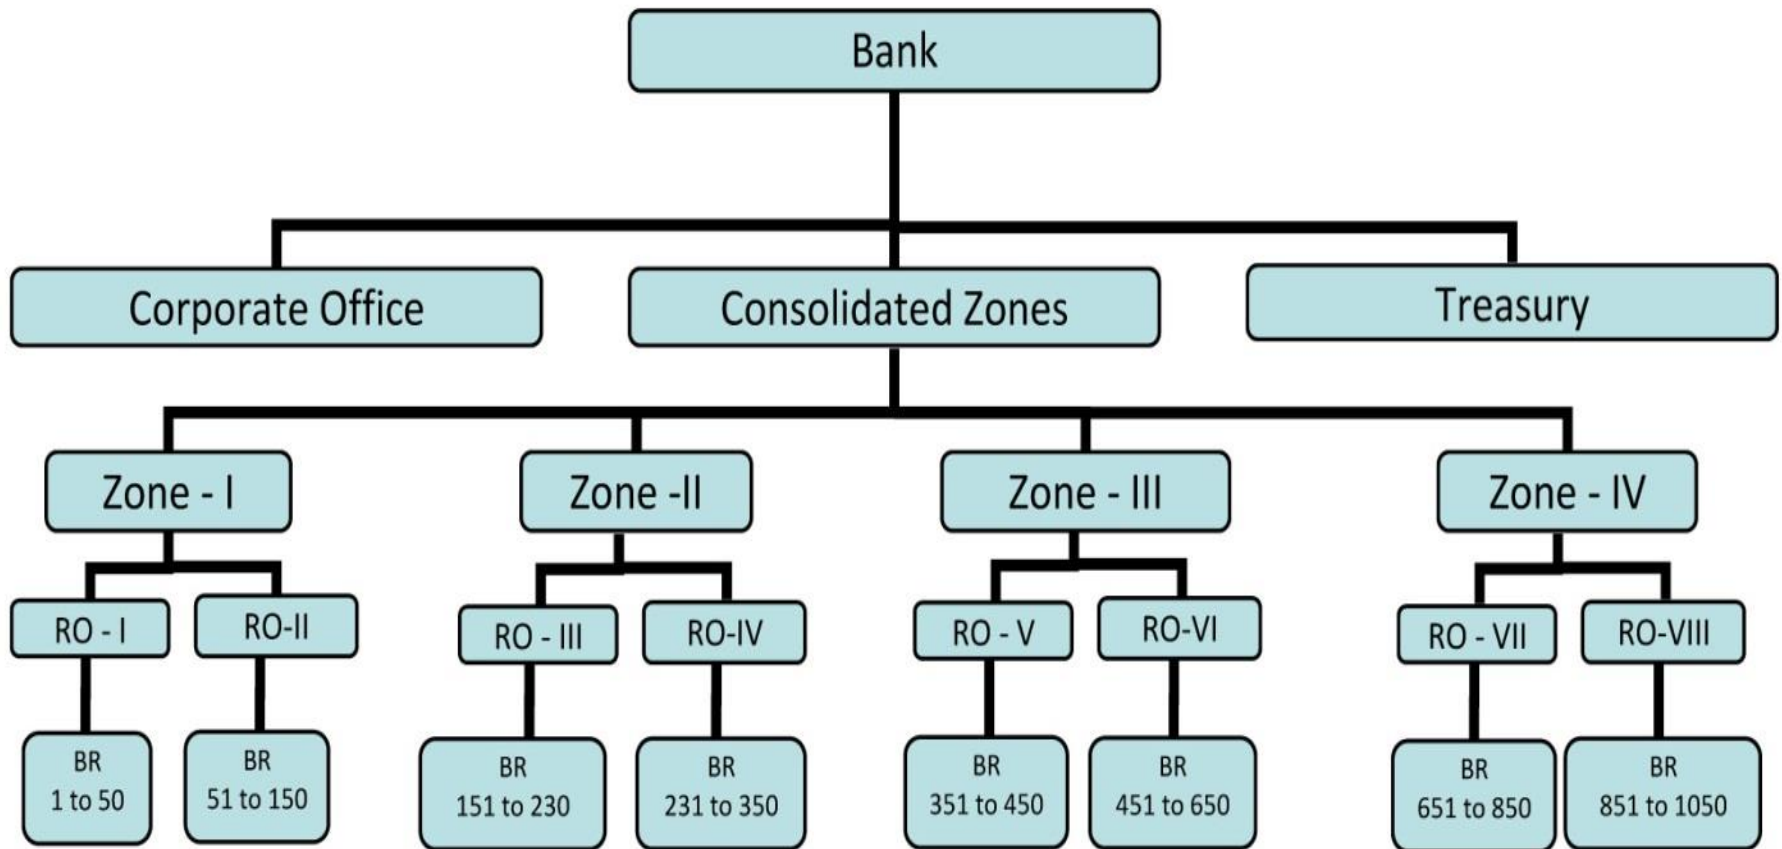 Bank
Corporate Office
Consolidated Zones
Treasury
Zone - I
Zone -II
Zone - III
Zone - IV
RO - I
RO-II
RO - III
RO-IV
RO - V
RO-VI
RO - VII
RO-VIII
BR
1 to 50
BR
51 to 150
BR
151 to 230
BR
231 to 350
BR
351 to 450
BR
451 to 650
BR
651 to 850
BR
851 to 1050